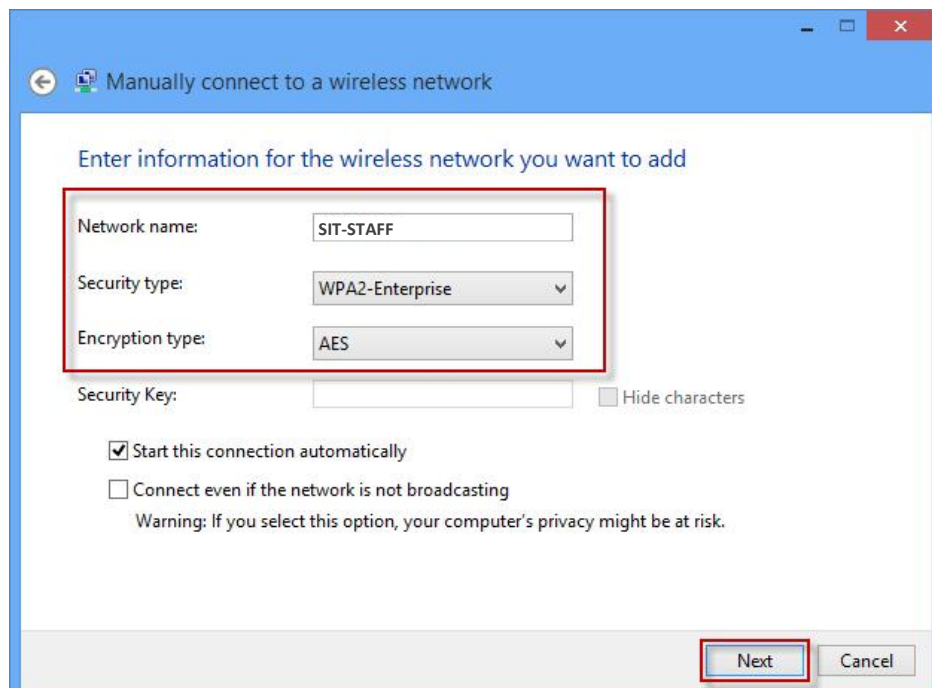 Manually connect to a wireless network
Enter information for the wireless network you want to add
Network name: SIT-STAFF
Security type: WPA2-Enterprise
Encryption type: AES
Security Key: Hide characters
Start this connection automatically
Connect even if the network is not broadcasting
Warning: If you select this option, your computer's privacy might be at risk.
Next Cancel